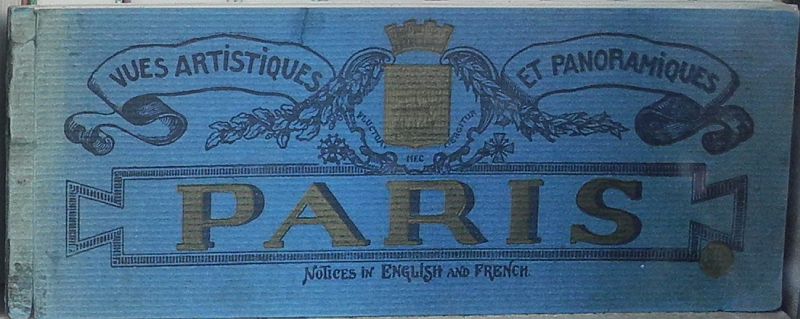 VUES ARTISTIQUES
ET PANORAMIQUES
FLUCTUAT NEC MERGITUR
PARIS
NOTICES IN ENGLISH AND FRENCH.